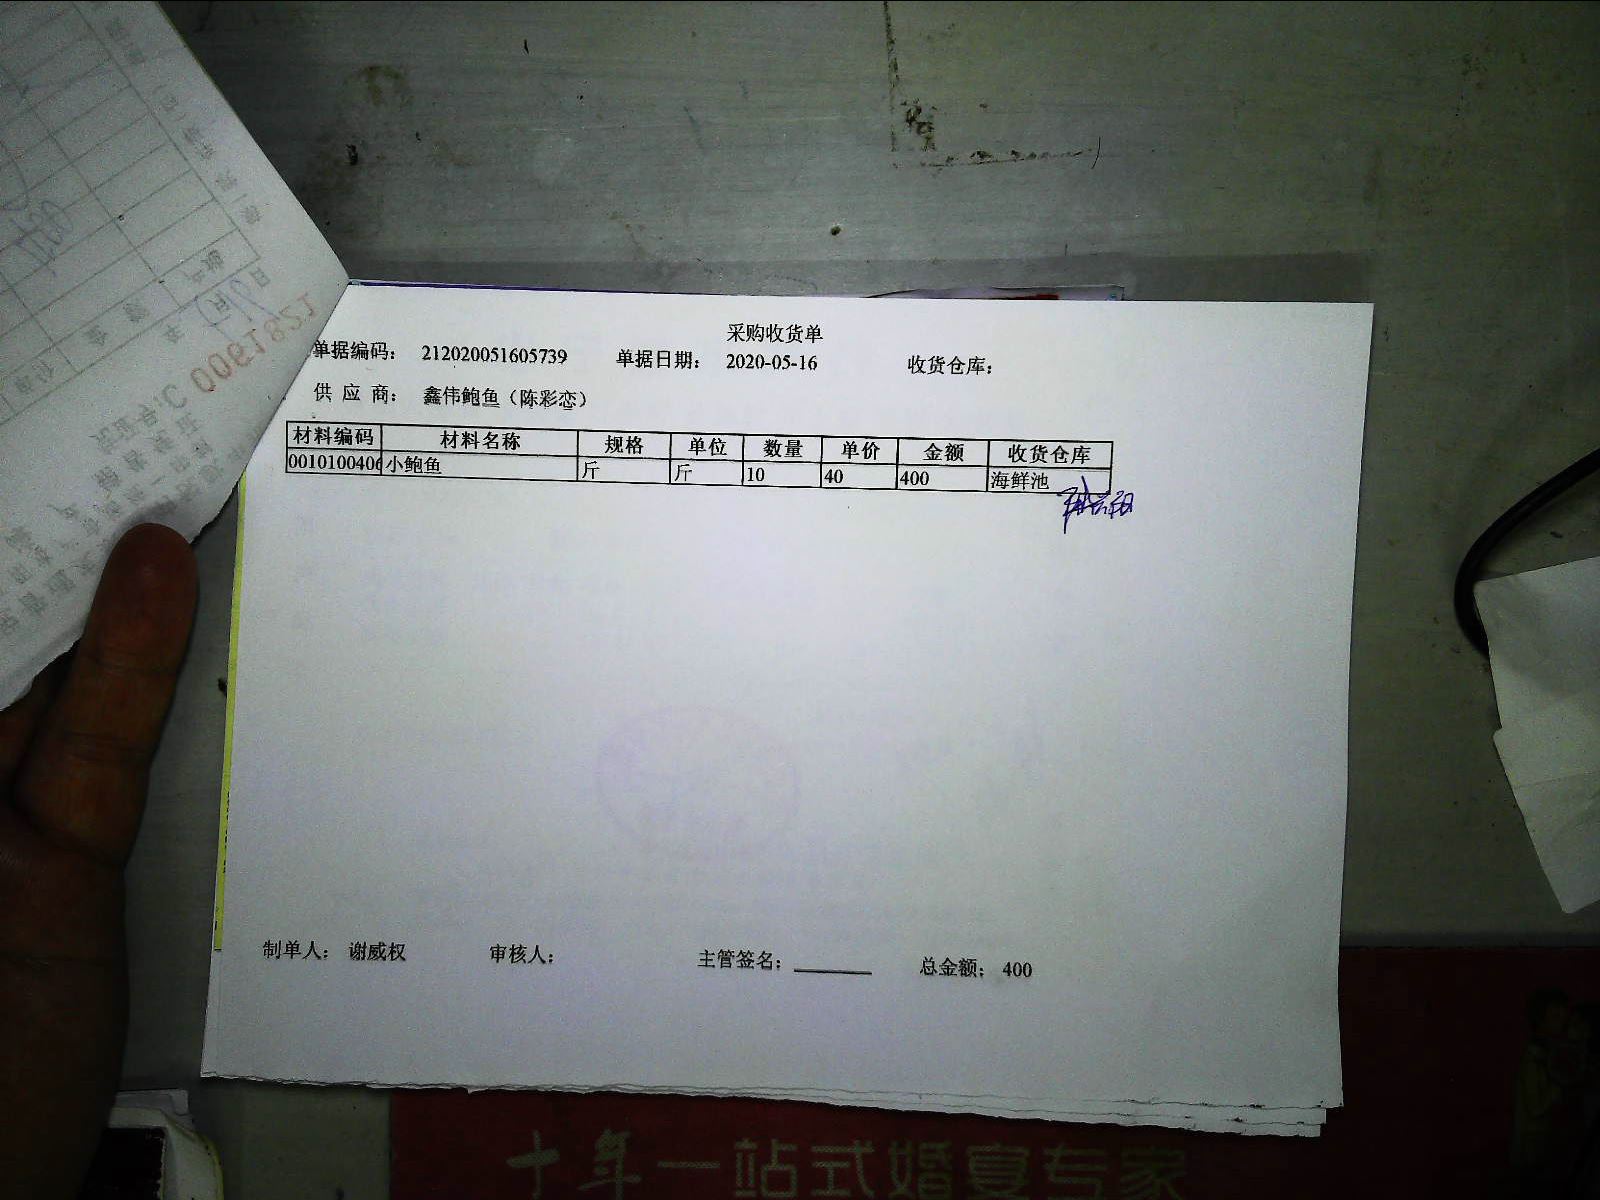 采购收货单
单据编码： 212020051605739 单据日期： 2020-05-16 收货仓库：
供 应 商： 鑫伟鲍鱼（陈彩恋）
材料编码 材料名称 规格 单位 数量 单价 金额 收货仓库
0010100406 小鲍鱼 斤 斤 10 40 400 海鲜池
制单人： 谢威权 审核人： 主管签名： 总金额： 400
0061821
十年一站式婚宴专家